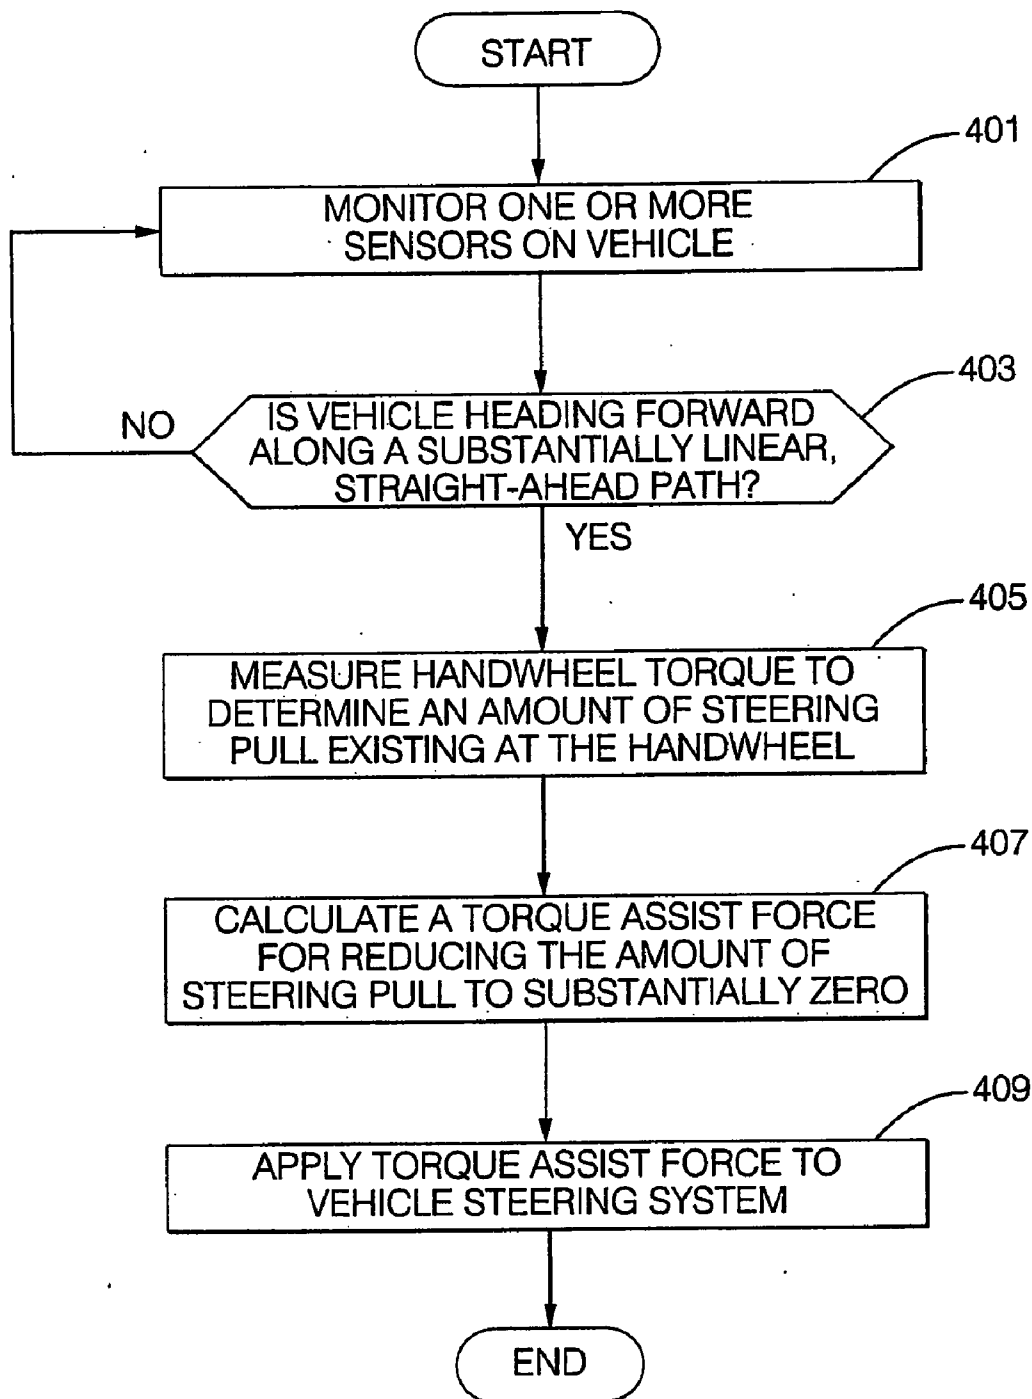 START
401
MONITOR ONE OR MORE
SENSORS ON VEHICLE
403
NO
IS VEHICLE HEADING FORWARD
ALONG A SUBSTANTIALLY LINEAR,
STRAIGHT-AHEAD PATH?
YES
405
MEASURE HANDWHEEL TORQUE TO
DETERMINE AN AMOUNT OF STEERING
PULL EXISTING AT THE HANDWHEEL
407
CALCULATE A TORQUE ASSIST FORCE
FOR REDUCING THE AMOUNT OF
STEERING PULL TO SUBSTANTIALLY ZERO
409
APPLY TORQUE ASSIST FORCE TO
VEHICLE STEERING SYSTEM
END